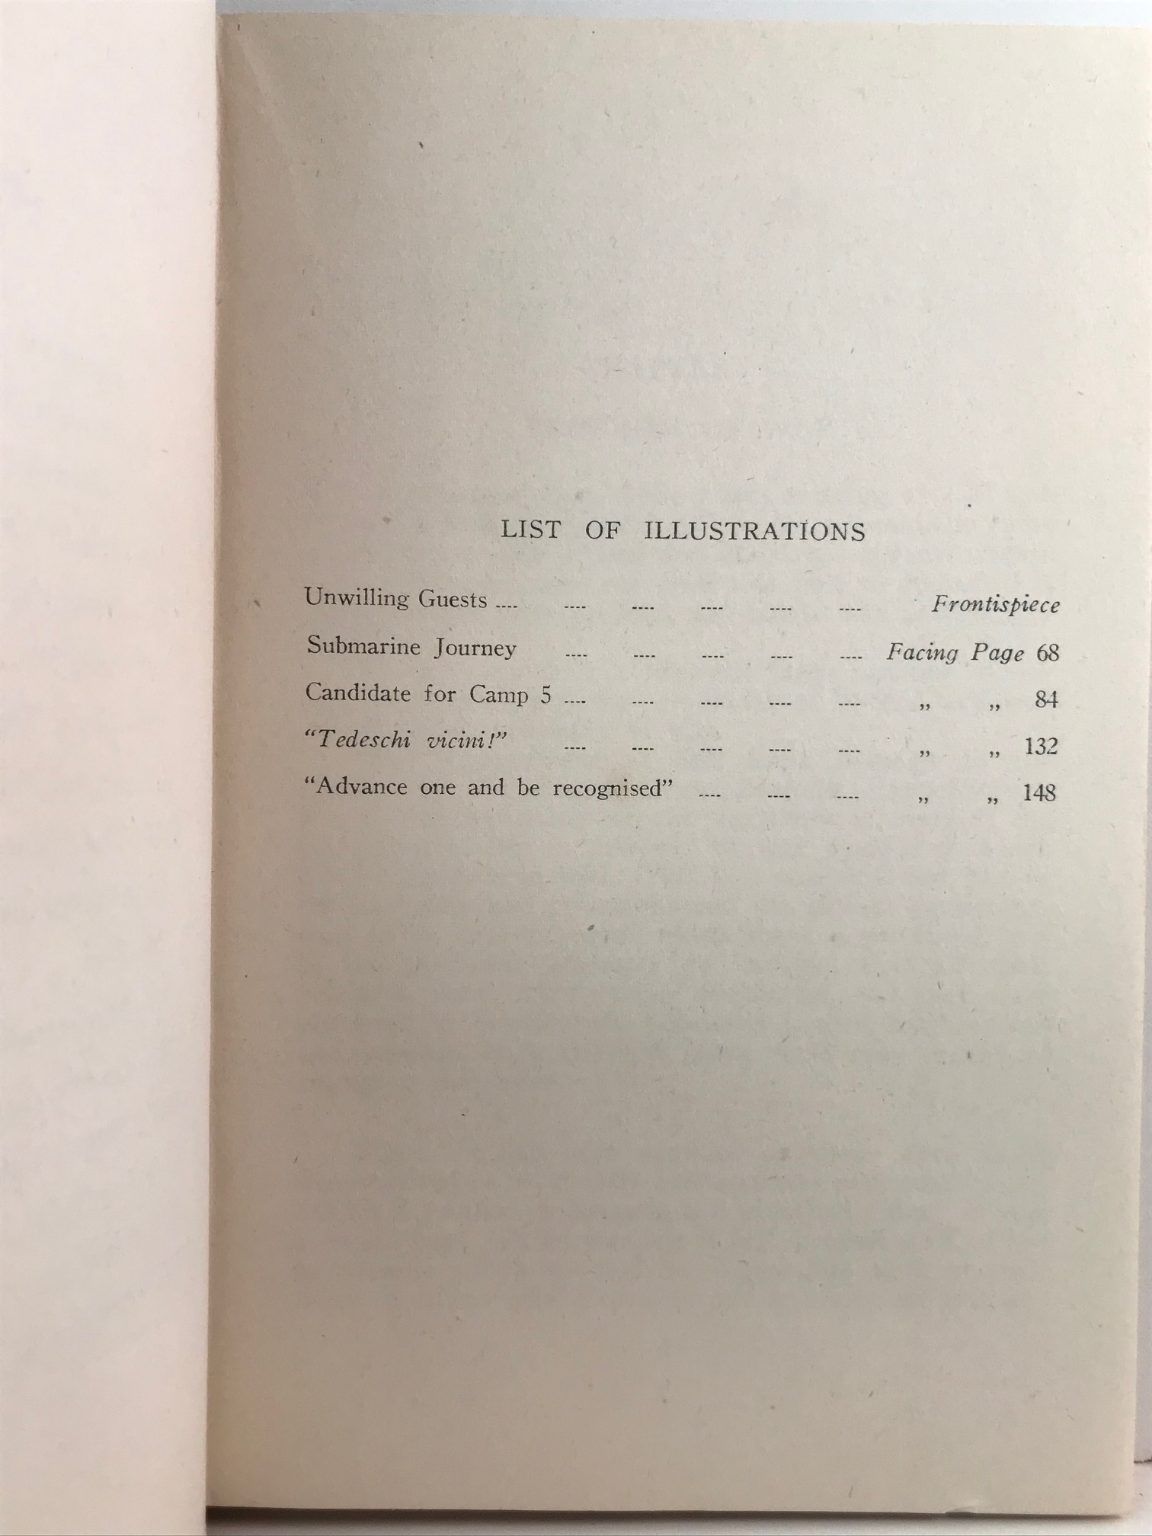 LIST OF ILLUSTRATIONS
Unwilling Guests .... .... .... .... .... .... Frontispiece
Submarine Journey .... .... .... .... .... Facing Page 68
Candidate for Camp 5 .... .... .... .... .... ,, ,, 84
“Tedeschi vicini!” .... .... .... .... .... ,, ,, 132
“Advance one and be recognised” .... .... .... ,, ,, 148